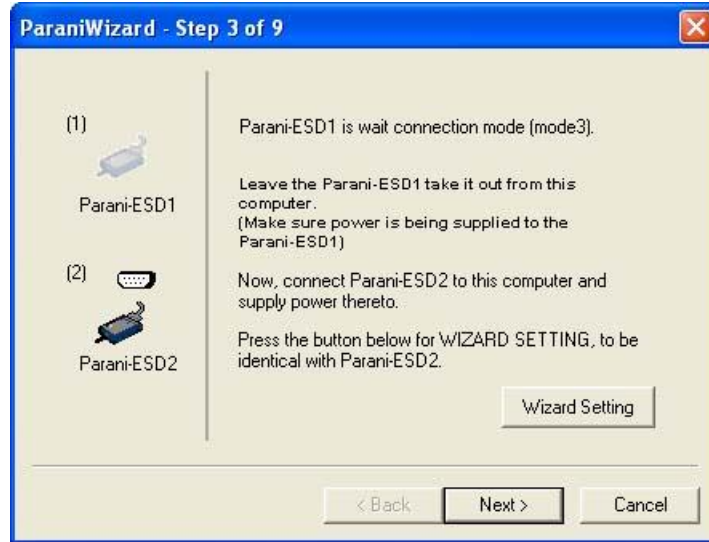 ParaniWizard - Step 3 of 9
(1)
Parani-ESD1
(2)
Parani-ESD2
Parani-ESD1 is wait connection mode (mode3).
Leave the Parani-ESD1 take it out from this
computer.
(Make sure power is being supplied to the
Parani-ESD1)
Now, connect Parani-ESD2 to this computer and
supply power thereto.
Press the button below for WIZARD SETTING, to be
identical with Parani-ESD2.
Wizard Setting
< Back
Next >
Cancel